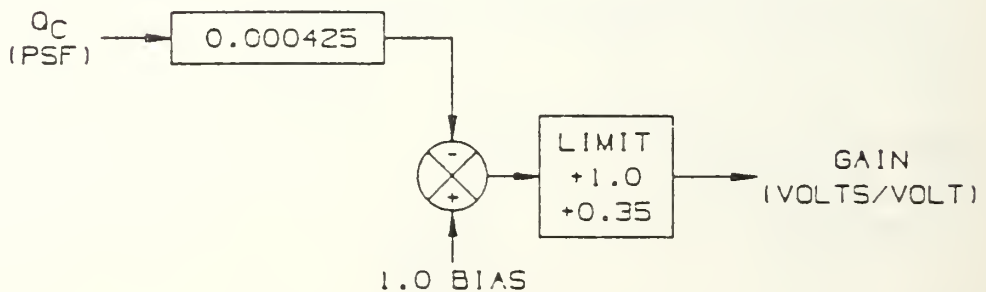 QC
(PSF)
0.000425
-
+
1.0 BIAS
LIMIT
+1.0
+0.35
GAIN
(VOLTS/VOLT)